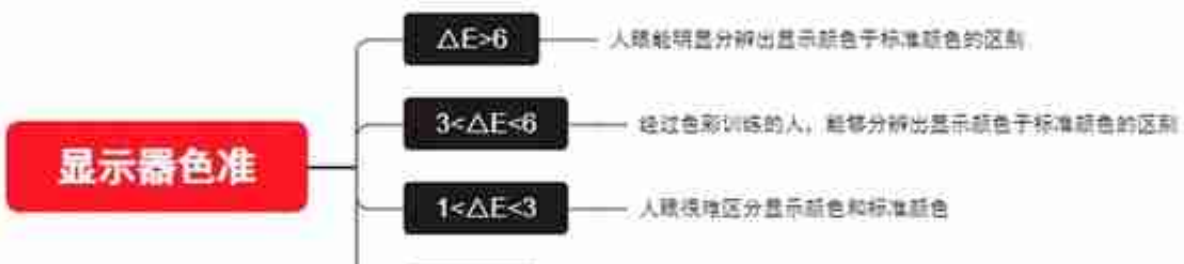 △E>6
人眼能明显分辨出显示颜色于标准颜色的区别
3<△E<6
经过色彩训练的人，能够分辨出显示颜色于标准颜色的区别
显示器色准
1<△E<3
人眼很难区分显示颜色和标准颜色